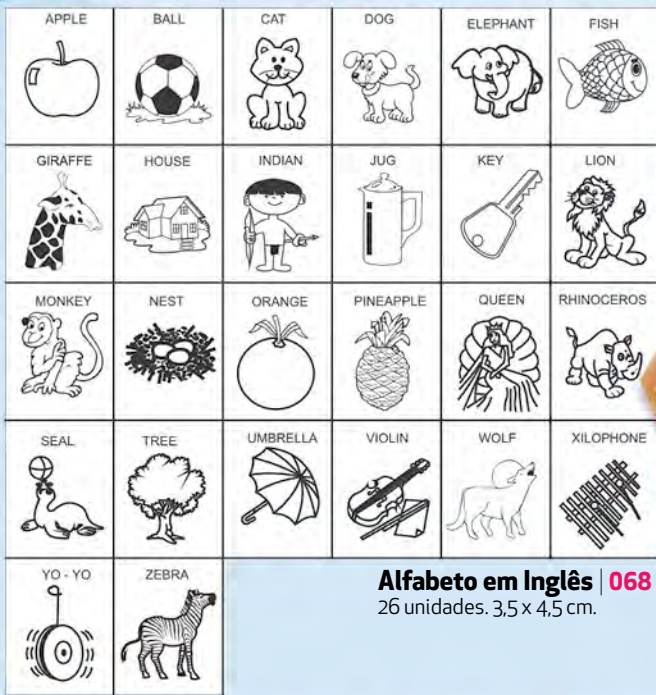 APPLE BALL CAT DOG ELEPHANT FISH
GIRAFFE HOUSE INDIAN JUG KEY LION
MONKEY NEST ORANGE PINEAPPLE QUEEN RHINOCEROS
SEAL TREE UMBRELLA VIOLIN WOLF XILOPHONE
YO - YO ZEBRA
Alfabeto em Inglês | 068
26 unidades. 3,5 x 4,5 cm.